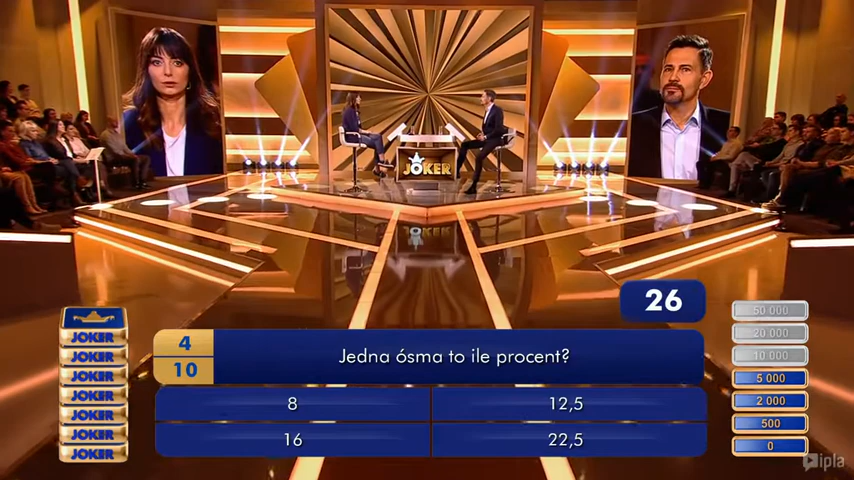 JOKER
26
50 000
20 000
10 000
5 000
2 000
500
0
JOKER
JOKER
JOKER
JOKER
JOKER
JOKER
JOKER
4
10
Jedna ósma to ile procent?
8
12,5
16
22,5
ipla